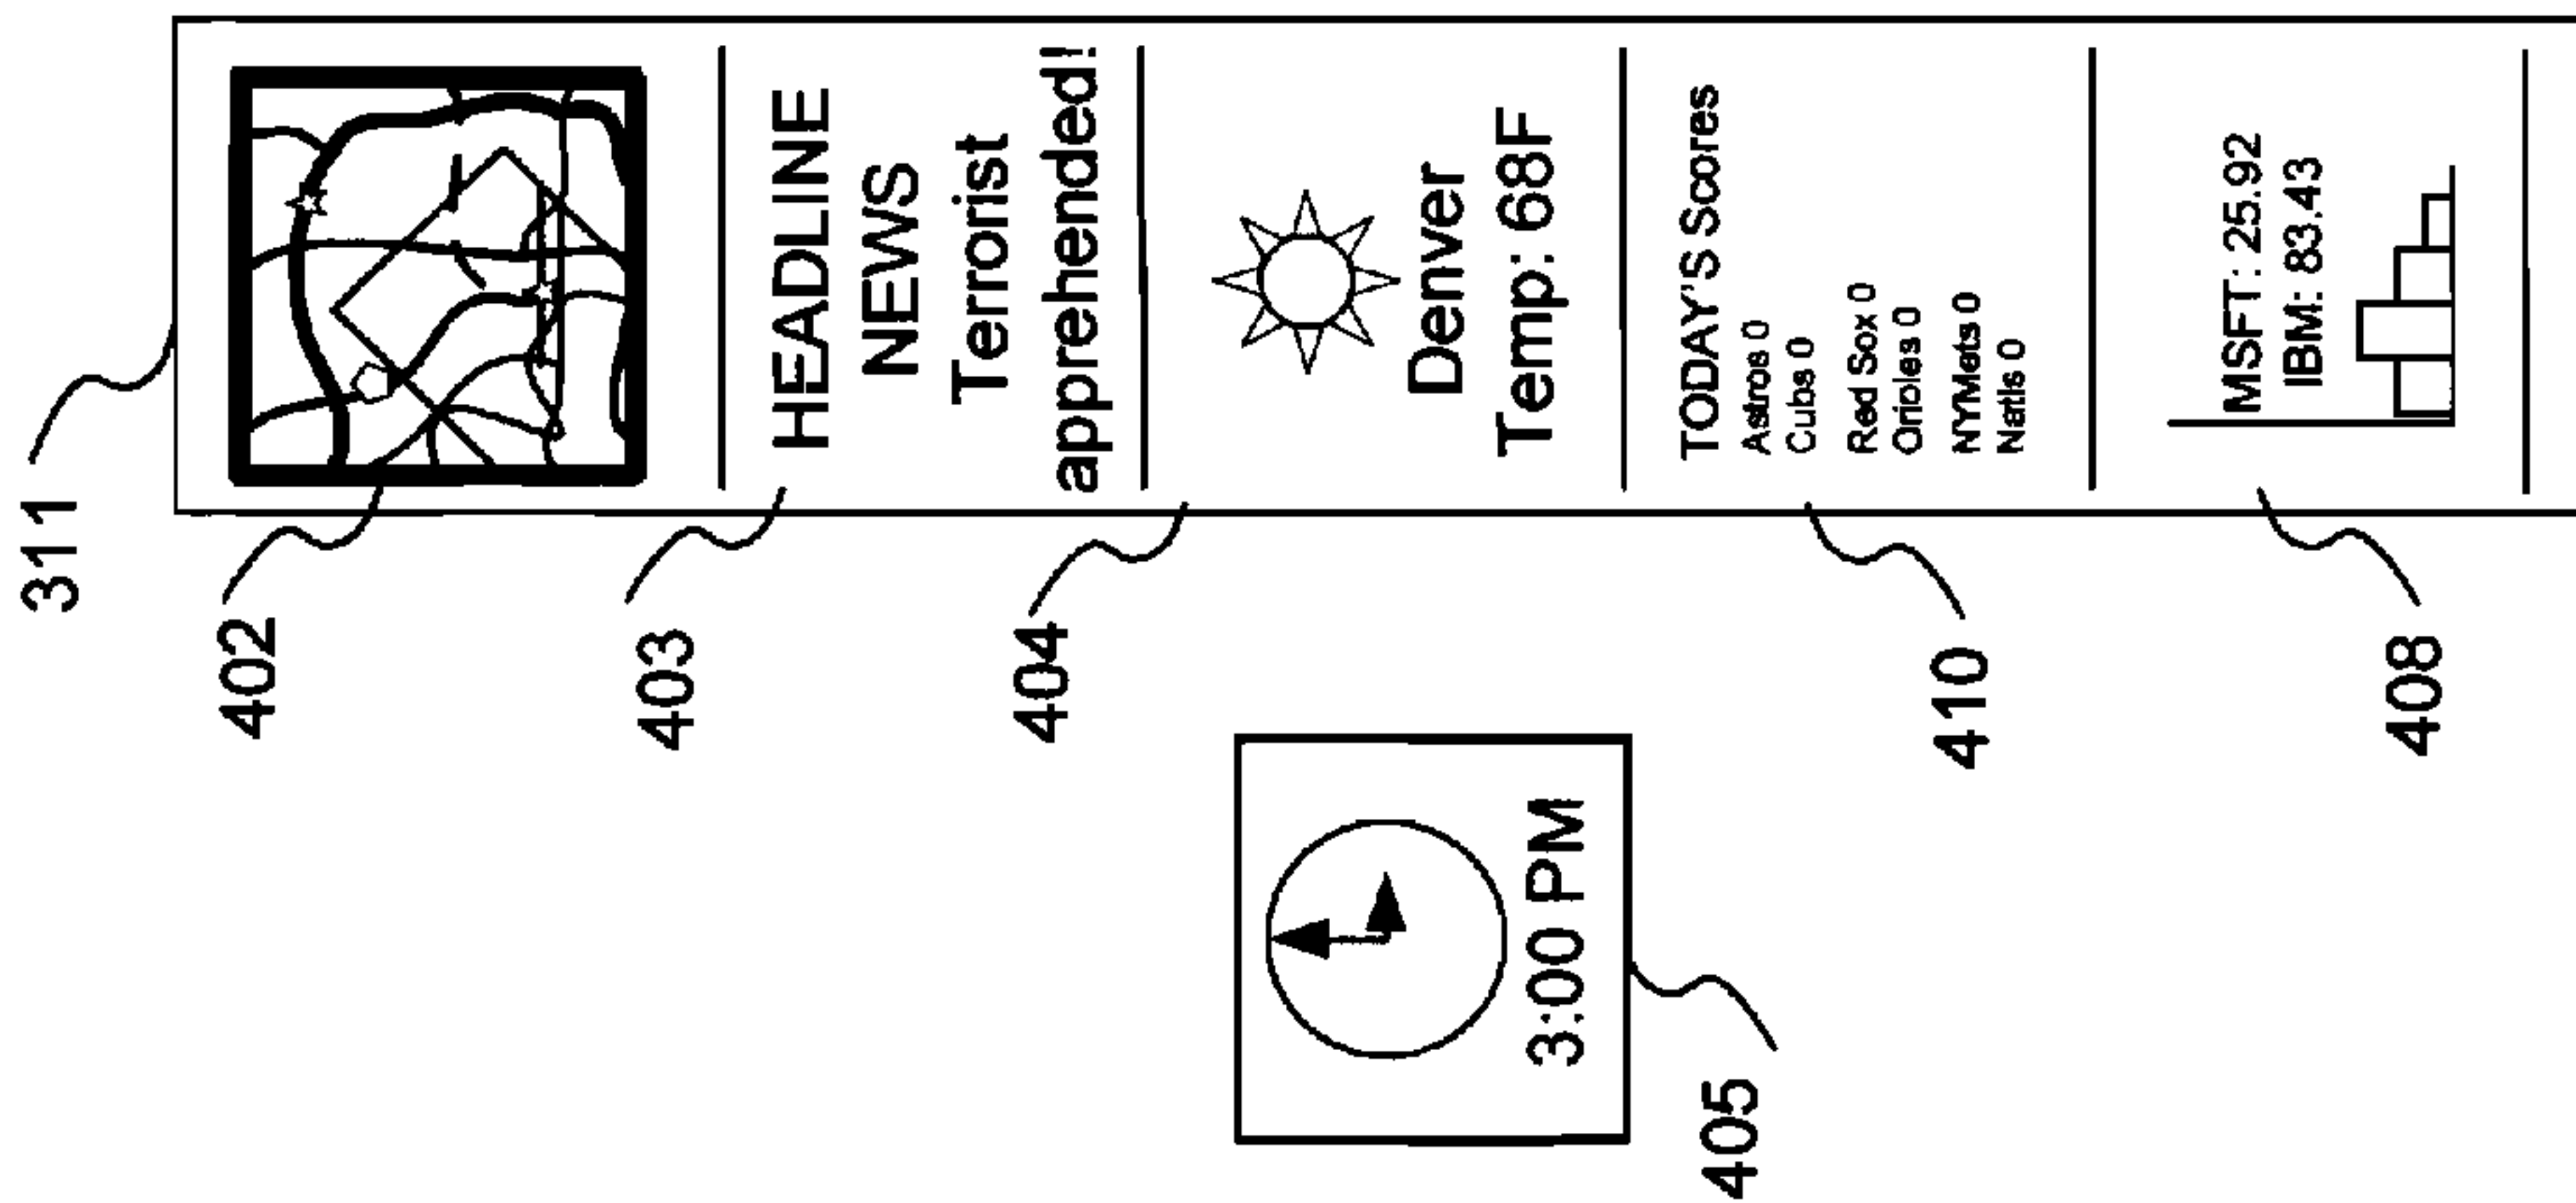 311
402
403
404
410
408
405
HEADLINE
NEWS
Terrorist
apprehended!
Denver
Temp: 68F
TODAY'S Scores
Astros 0
Cubs 0
Red Sox 0
Orioles 0
NYMets 0
Natls 0
MSFT: 25.92
IBM: 83.43
3:00 PM